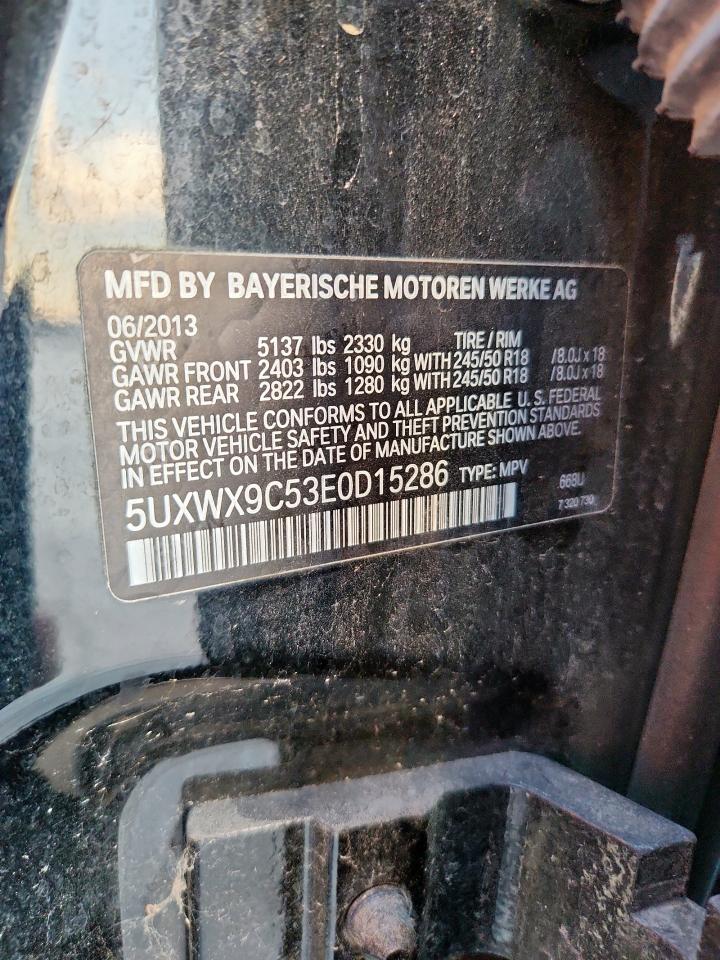 MFD BY BAYERISCHE MOTOREN WERKE AG
06/2013
GVWR 5137 lbs 2330 kg TIRE / RIM
GAWR FRONT 2403 lbs 1090 kg WITH 245/50 R18 /8.0J x 18
GAWR REAR 2822 lbs 1280 kg WITH 245/50 R18 /8.0J x 18
THIS VEHICLE CONFORMS TO ALL APPLICABLE U. S. FEDERAL
MOTOR VEHICLE SAFETY AND THEFT PREVENTION STANDARDS
IN EFFECT ON THE DATE OF MANUFACTURE SHOWN ABOVE.
5UXWX9C53E0D15286 TYPE: MPV 668U
7 320 730